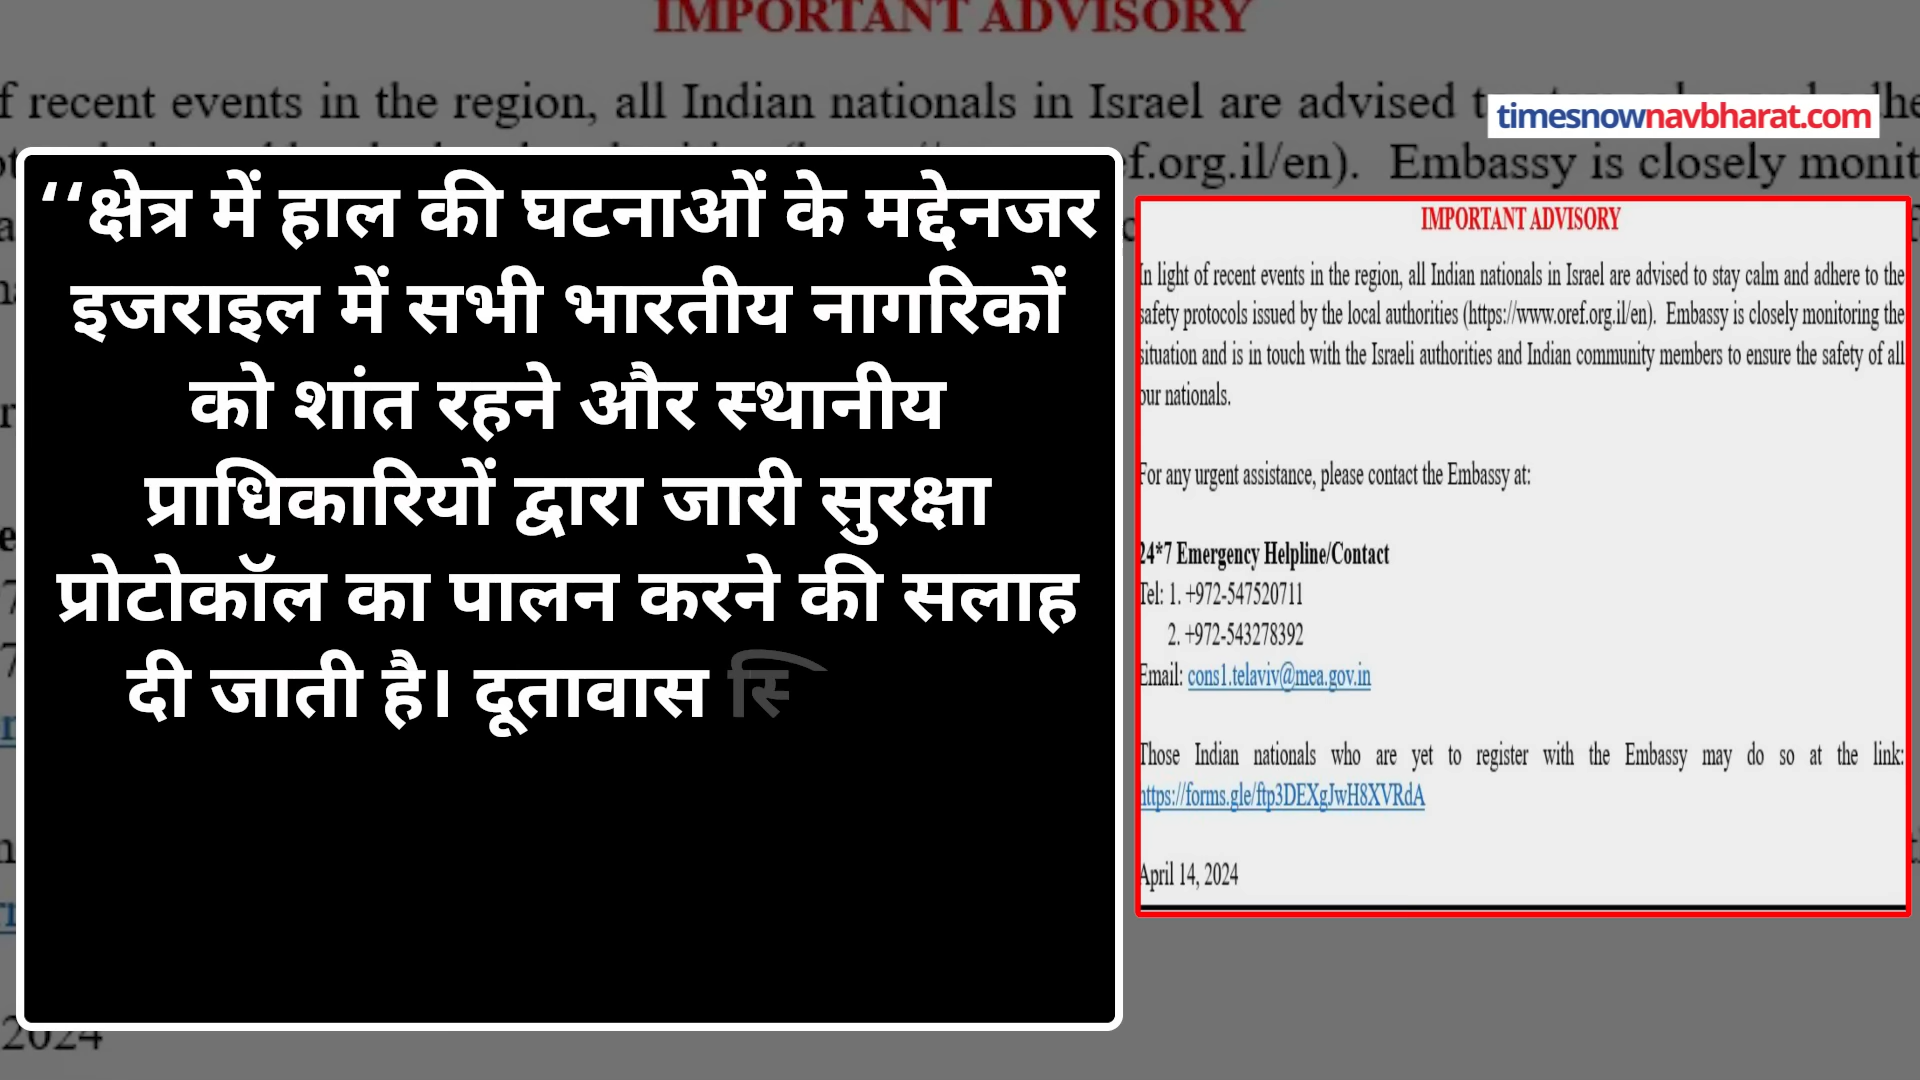 IMPORTANT ADVISORY
recent events in the region, all Indian nationals in Israel are advised
timesnownavbharat.com
ef.org.il/en). Embassy is closely monit
‘‘क्षेत्र में हाल की घटनाओं के मद्देनजर
इजराइल में सभी भारतीय नागरिकों
को शांत रहने और स्थानीय
प्राधिकारियों द्वारा जारी सुरक्षा
प्रोटोकॉल का पालन करने की सलाह
दी जाती है। दूतावास
IMPORTANT ADVISORY
In light of recent events in the region, all Indian nationals in Israel are advised to stay calm and adhere to the
safety protocols issued by the local authorities (https://www.oref.org.il/en). Embassy is closely monitoring the
situation and is in touch with the Israeli authorities and Indian community members to ensure the safety of all
our nationals.
For any urgent assistance, please contact the Embassy at:
24*7 Emergency Helpline/Contact
Tel: 1. +972-547520711
2. +972-543278392
Email: cons1.telaviv@mea.gov.in
Those Indian nationals who are yet to register with the Embassy may do so at the link:
https://forms.gle/ftp3DEXgJwH8XVRdA
April 14, 2024
2024